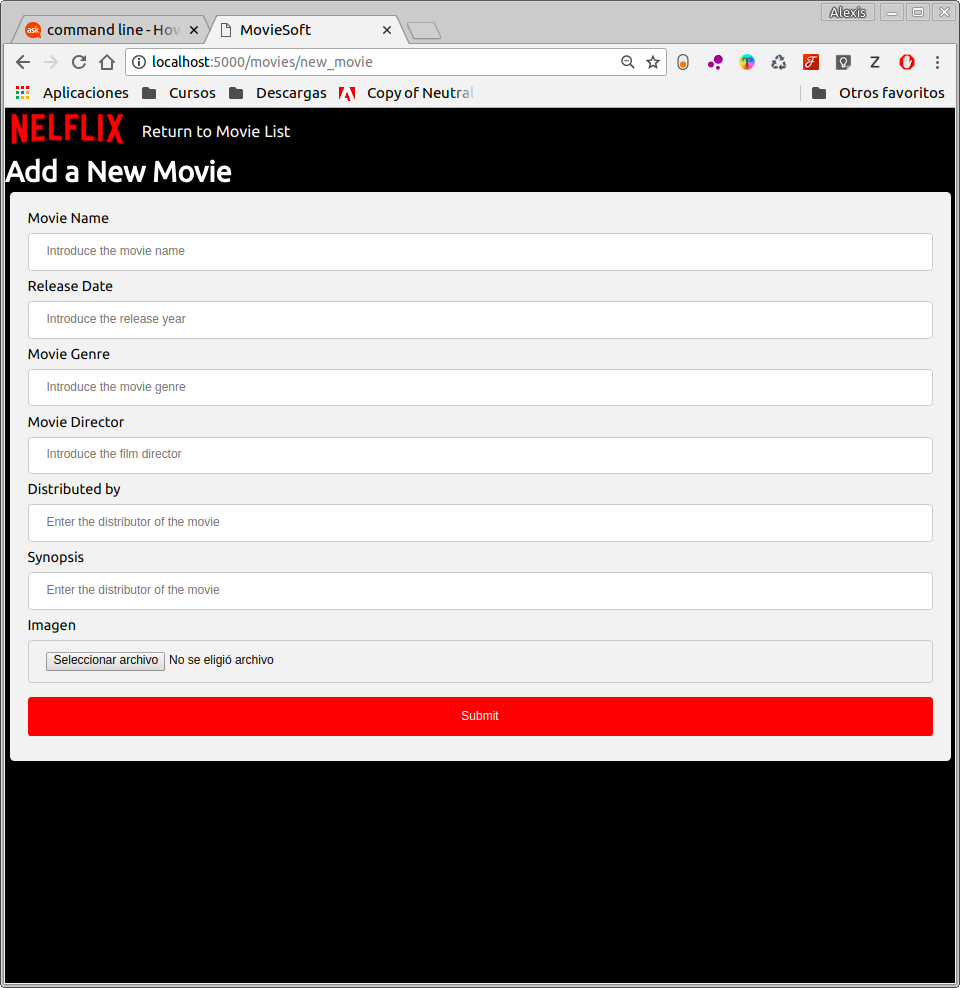 Alexis
command line - How
MovieSoft
localhost:5000/movies/new_movie
Aplicaciones Cursos Descargas Copy of Neutral Otros favoritos
NELFLIX Return to Movie List
Add a New Movie
Movie Name
Introduce the movie name
Release Date
Introduce the release year
Movie Genre
Introduce the movie genre
Movie Director
Introduce the film director
Distributed by
Enter the distributor of the movie
Synopsis
Enter the distributor of the movie
Imagen
Seleccionar archivo No se eligió archivo
Submit